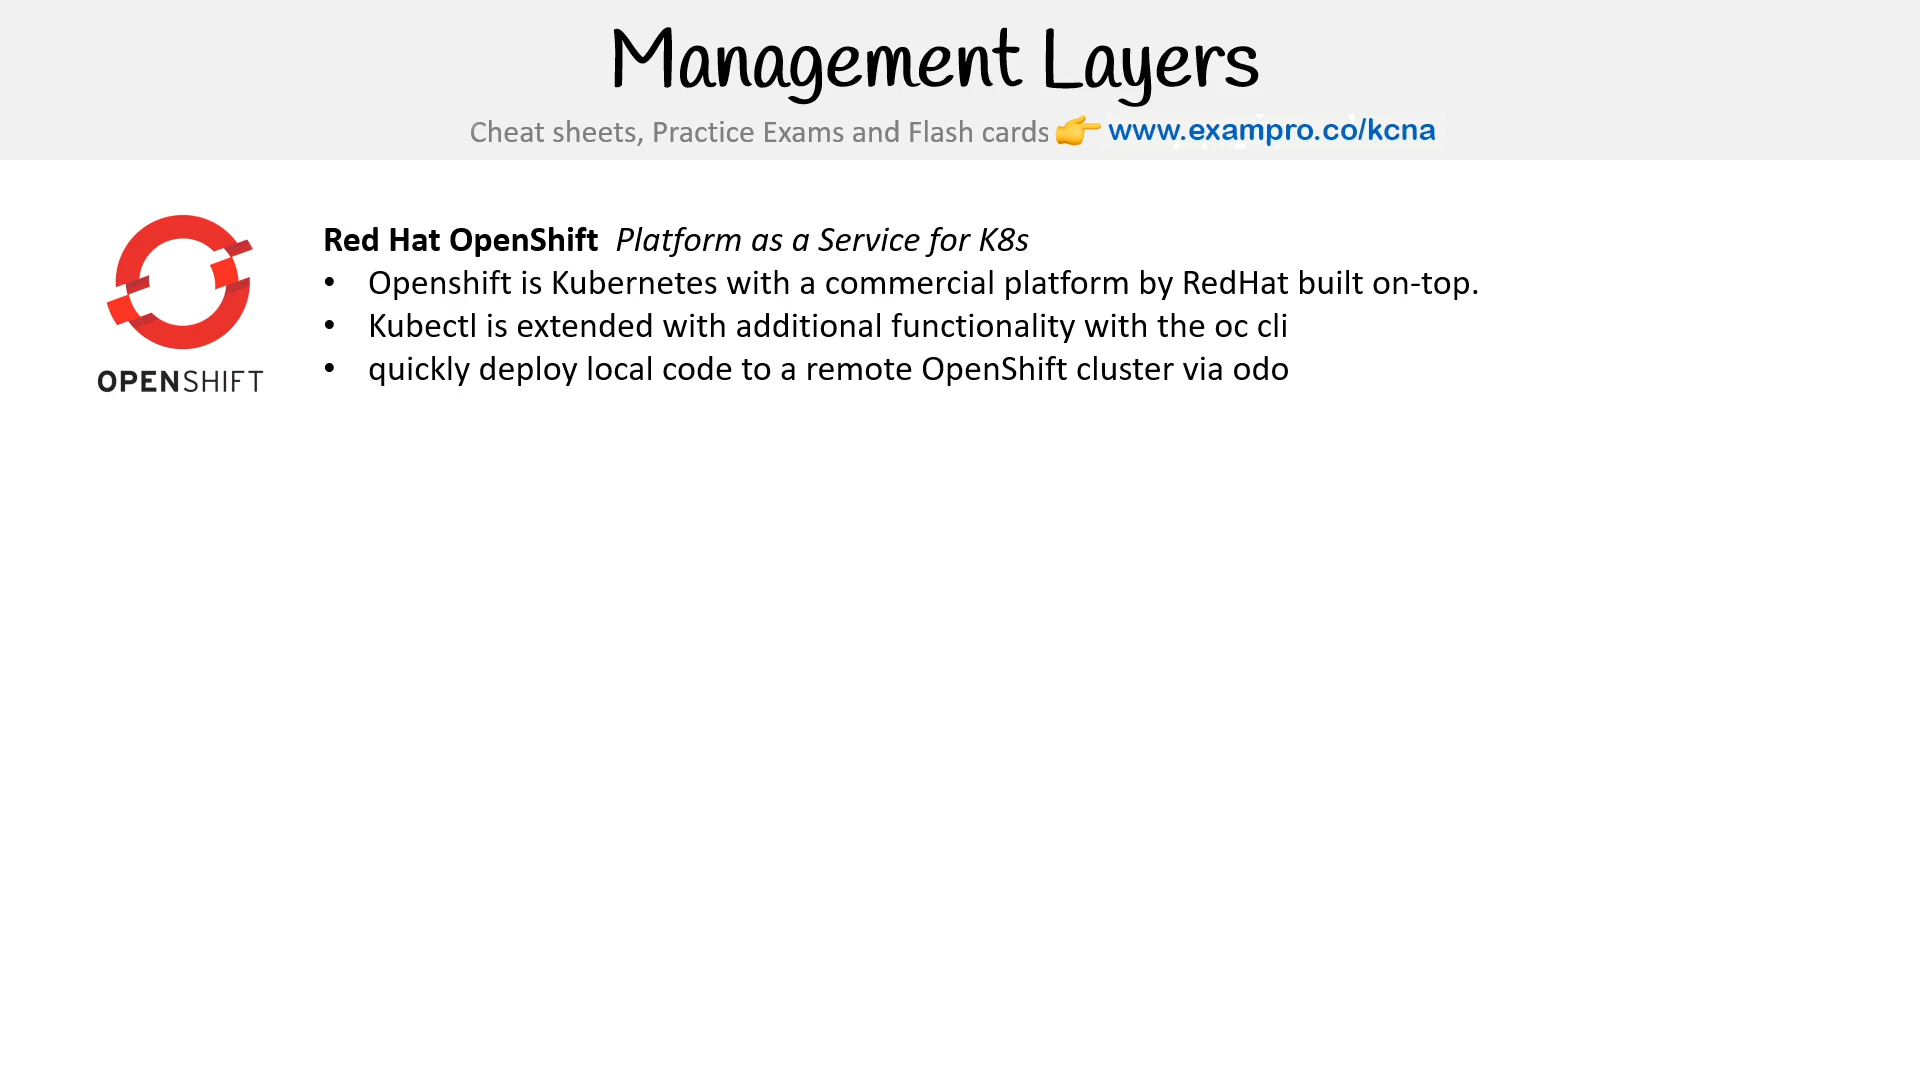 Management Layers
Cheat sheets, Practice Exams and Flash cards 👉 www.exampro.co/kcna
OPENSHIFT
Red Hat OpenShift Platform as a Service for K8s
• Openshift is Kubernetes with a commercial platform by RedHat built on-top.
• Kubectl is extended with additional functionality with the oc cli
• quickly deploy local code to a remote OpenShift cluster via odo